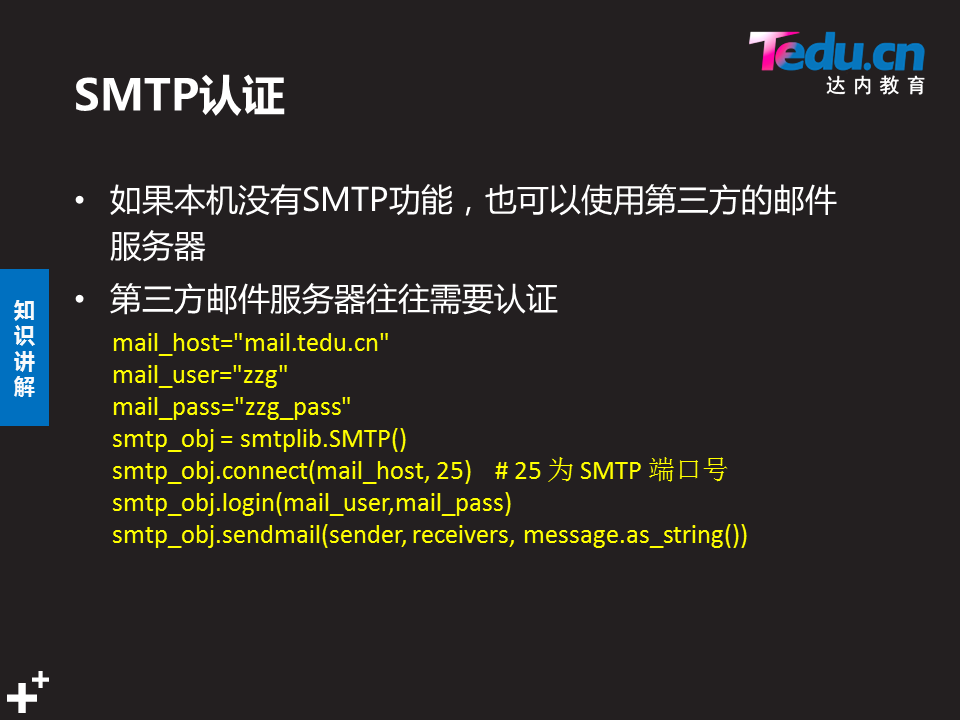 Tedu.cn
达内教育
SMTP认证
• 如果本机没有SMTP功能，也可以使用第三方的邮件
服务器
• 第三方邮件服务器往往需要认证
知
识
讲
解
mail_host="mail.tedu.cn"
mail_user="zzg"
mail_pass="zzg_pass"
smtp_obj = smtplib.SMTP()
smtp_obj.connect(mail_host, 25)    # 25 为 SMTP 端口号
smtp_obj.login(mail_user,mail_pass)
smtp_obj.sendmail(sender, receivers, message.as_string())